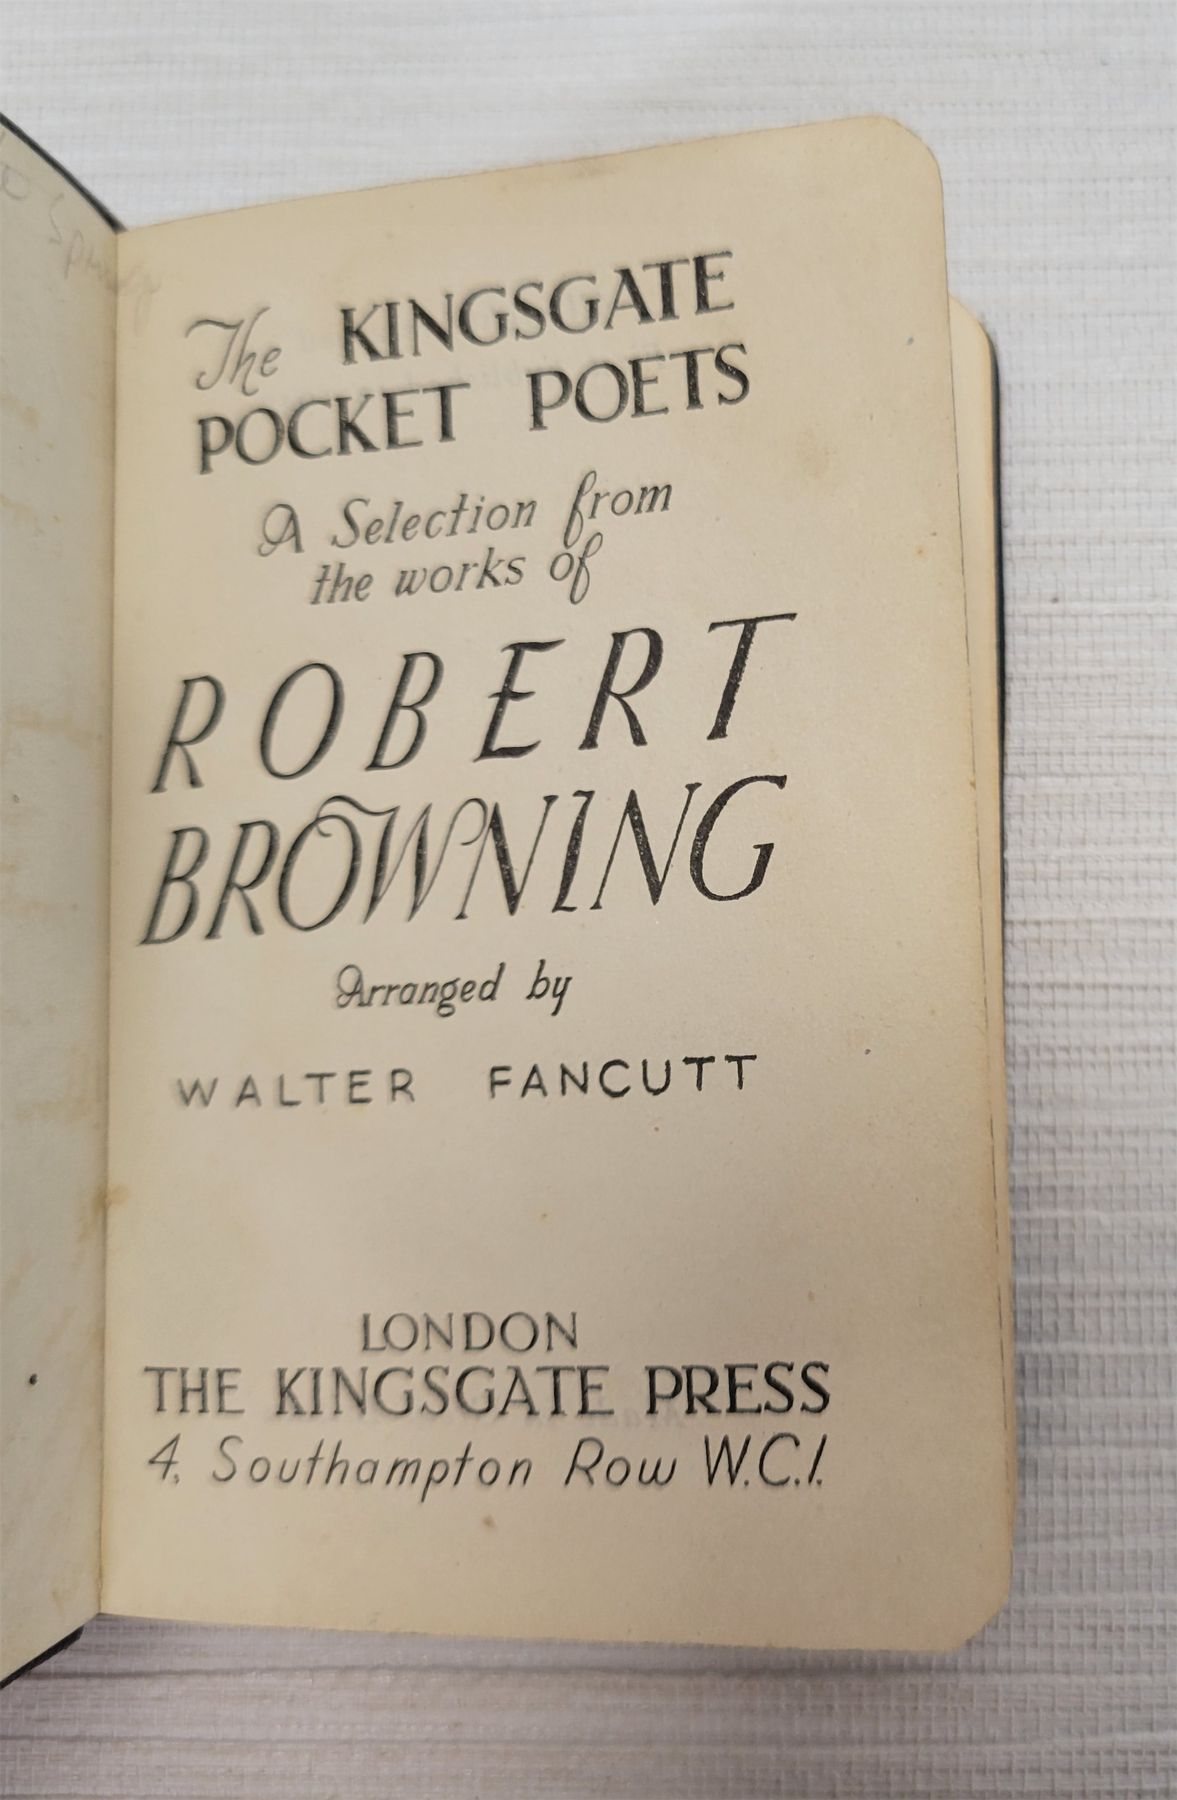 The KINGSGATE
POCKET POETS
A Selection from
the works of
ROBERT
BROWNING
Arranged by
WALTER FANCUTT
LONDON
THE KINGSGATE PRESS
4, Southampton Row W.C.1.